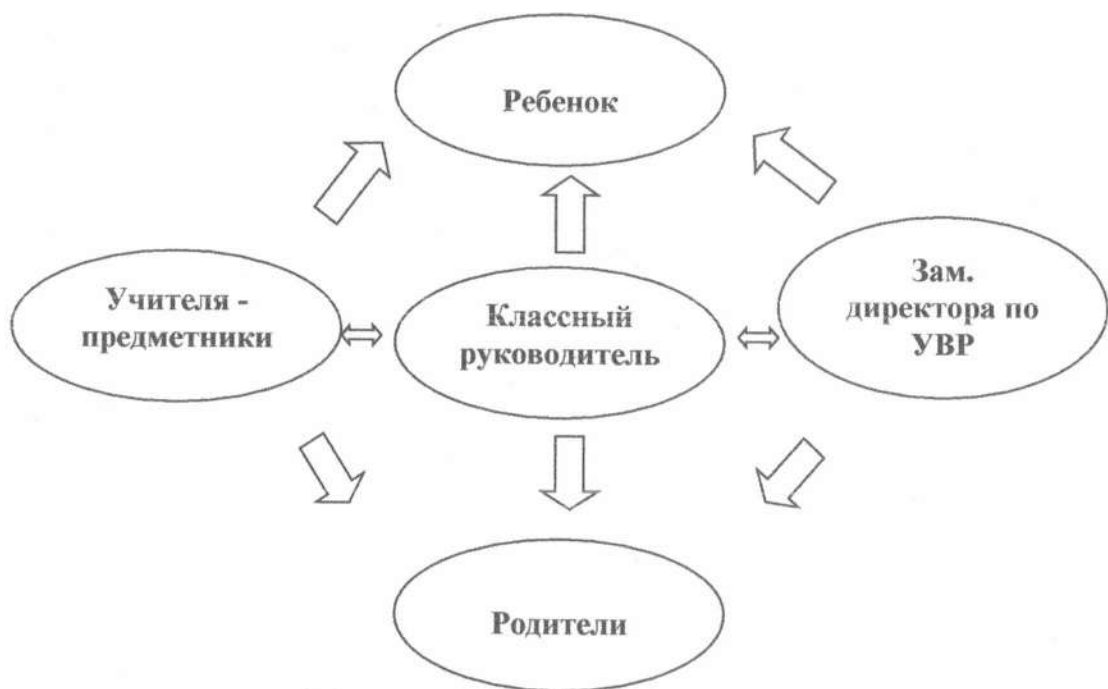 Ребенок
Учителя -
предметники
Классный
руководитель
Зам.
директора по
УВР
Родители